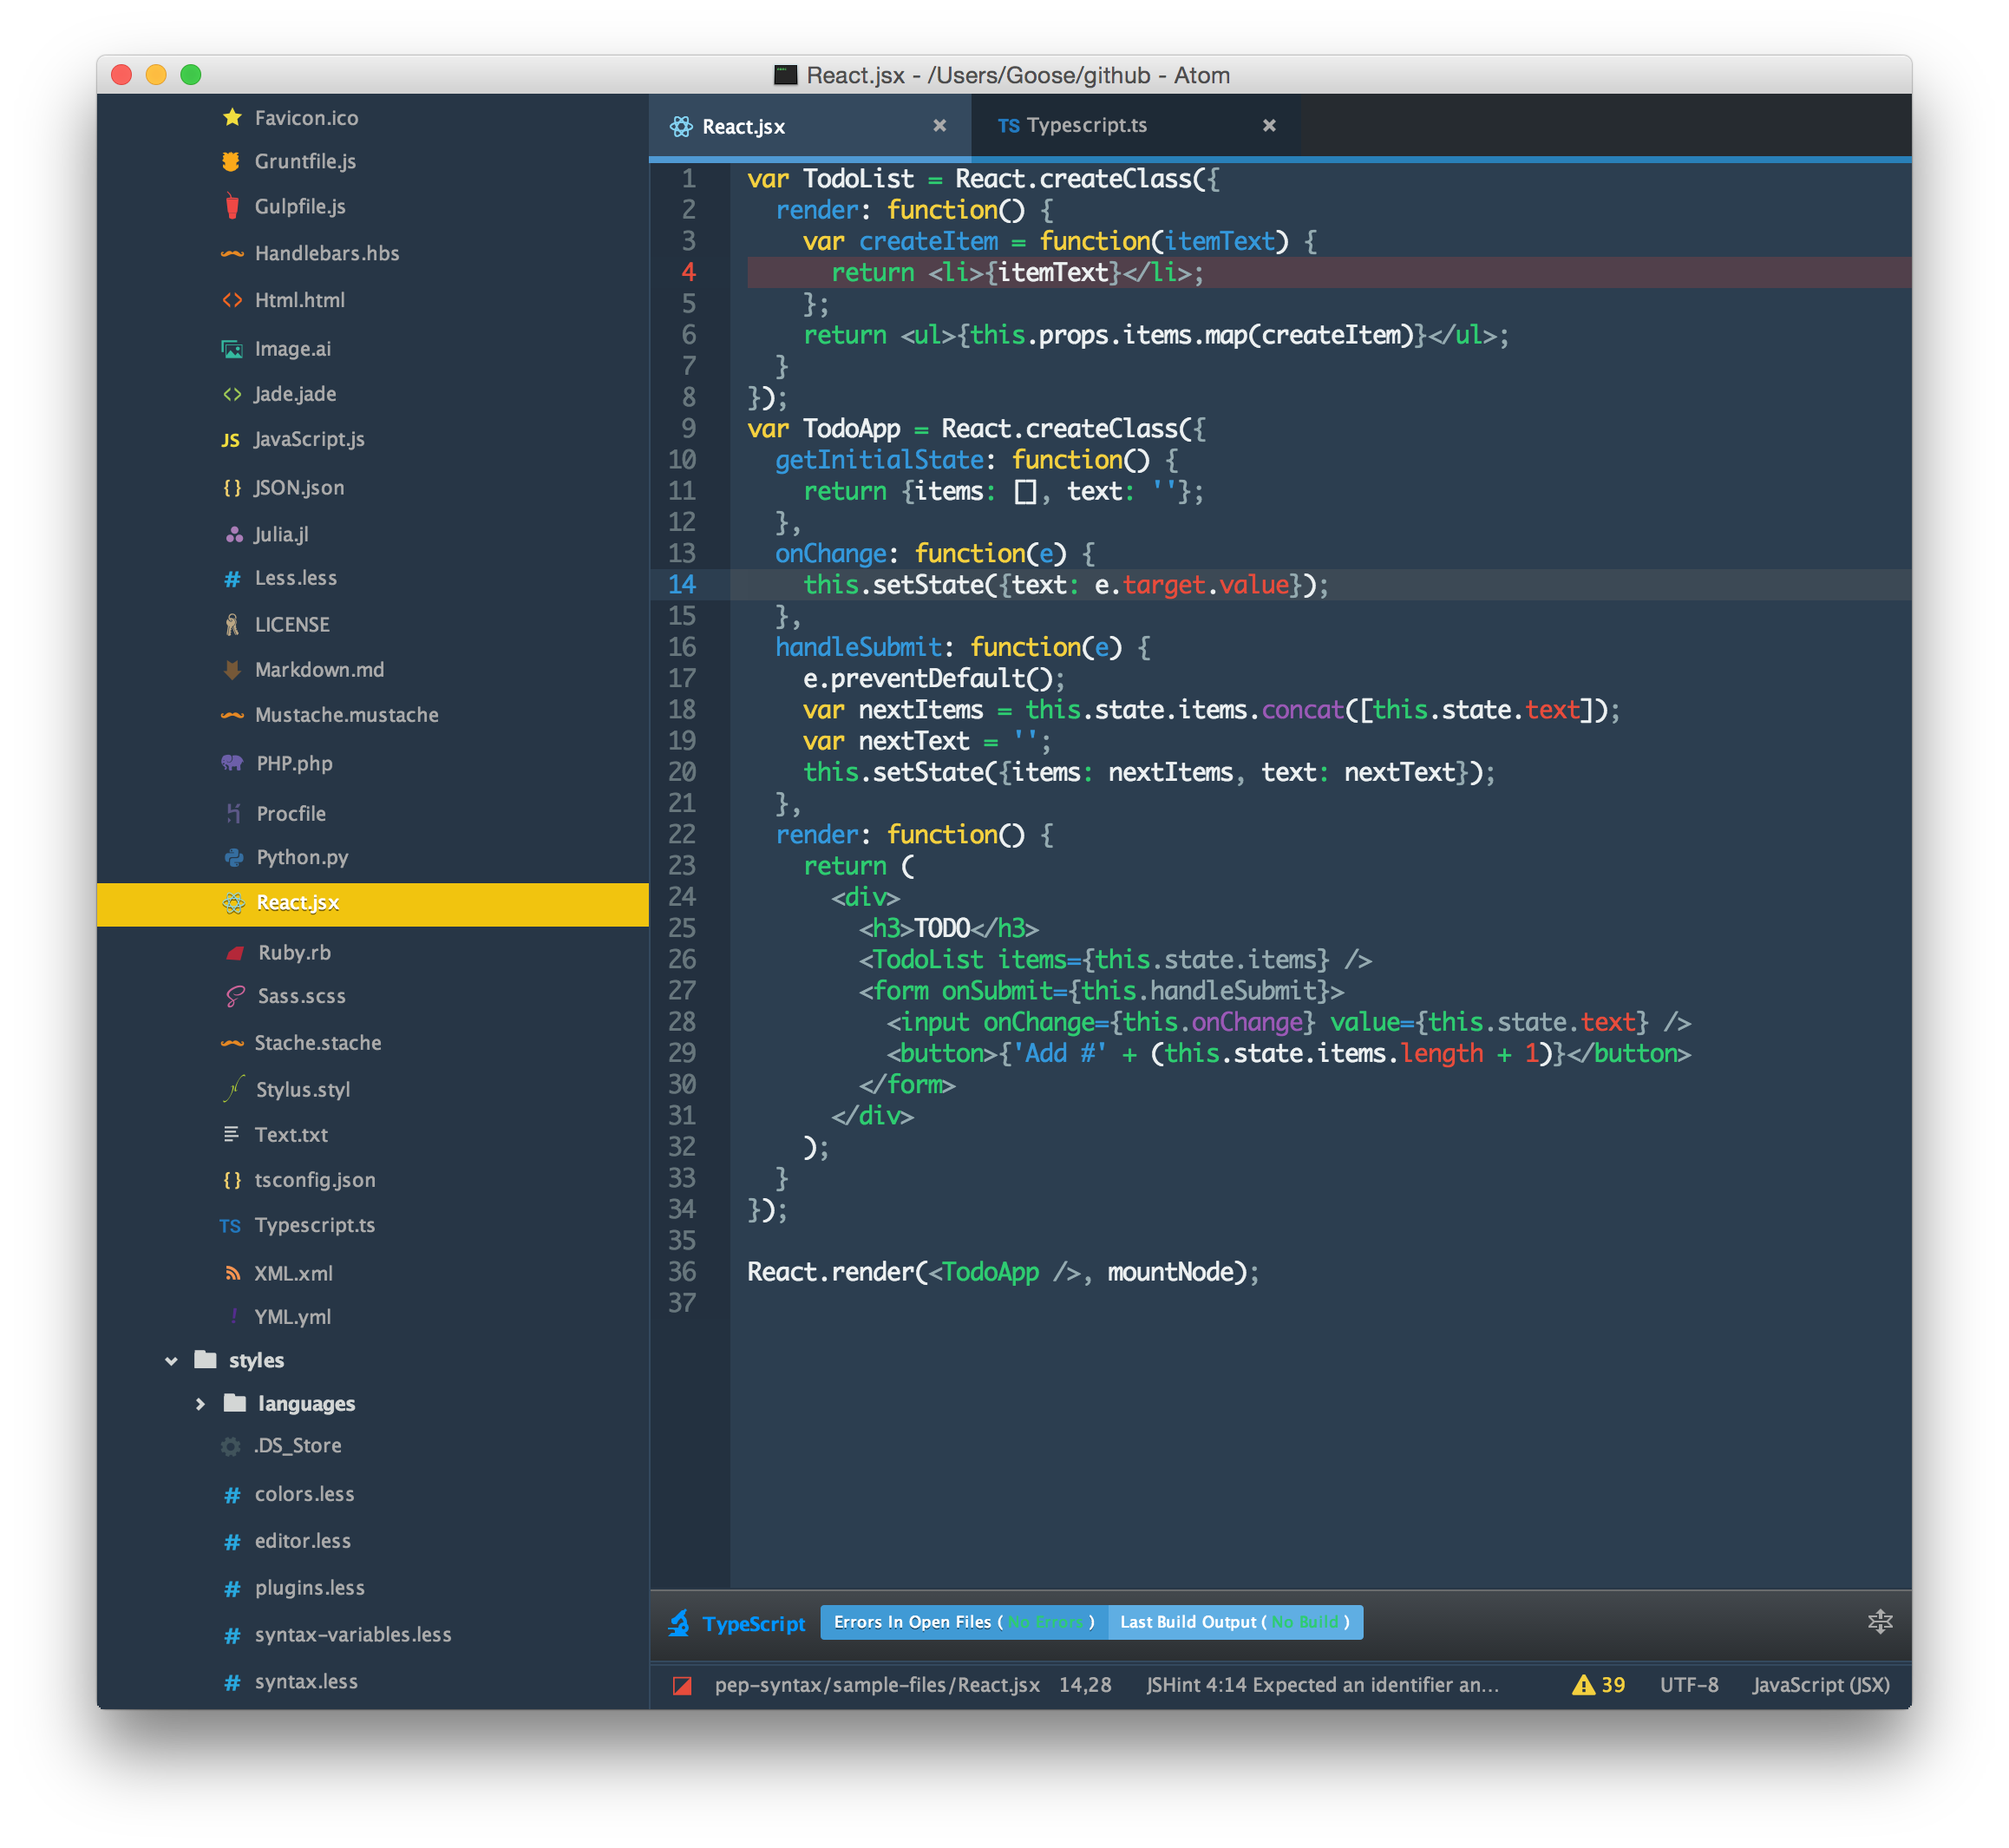 React.jsx - /Users/Goose/github - Atom
Favicon.ico
Gruntfile.js
Gulpfile.js
Handlebars.hbs
<> Html.html
Image.ai
<> Jade.jade
JS JavaScript.js
{} JSON.json
Julia.jl
# Less.less
LICENSE
Markdown.md
Mustache.mustache
PHP.php
Procfile
Python.py
React.jsx
Ruby.rb
Sass.scss
Stache.stache
Stylus.styl
Text.txt
{} tsconfig.json
TS Typescript.ts
XML.xml
! YML.yml
styles
languages
.DS_Store
# colors.less
# editor.less
# plugins.less
# syntax-variables.less
# syntax.less
React.jsx ×
TS Typescript.ts ×
1 var TodoList = React.createClass({
2   render: function() {
3     var createItem = function(itemText) {
4       return <li>{itemText}</li>;
5     };
6     return <ul>{this.props.items.map(createItem)}</ul>;
7   }
8 });
9 var TodoApp = React.createClass({
10   getInitialState: function() {
11     return {items: [], text: ''};
12   },
13   onChange: function(e) {
14     this.setState({text: e.target.value});
15   },
16   handleSubmit: function(e) {
17     e.preventDefault();
18     var nextItems = this.state.items.concat([this.state.text]);
19     var nextText = '';
20     this.setState({items: nextItems, text: nextText});
21   },
22   render: function() {
23     return (
24       <div>
25         <h3>TODO</h3>
26         <TodoList items={this.state.items} />
27         <form onSubmit={this.handleSubmit}>
28           <input onChange={this.onChange} value={this.state.text} />
29           <button>{'Add #' + (this.state.items.length + 1)}</button>
30         </form>
31       </div>
32     );
33   }
34 });
35
36 React.render(<TodoApp />, mountNode);
37
TypeScript Errors In Open Files ( No Errors ) Last Build Output ( No Build )
pep-syntax/sample-files/React.jsx 14,28 JSHint 4:14 Expected an identifier an... 39 UTF-8 JavaScript (JSX)